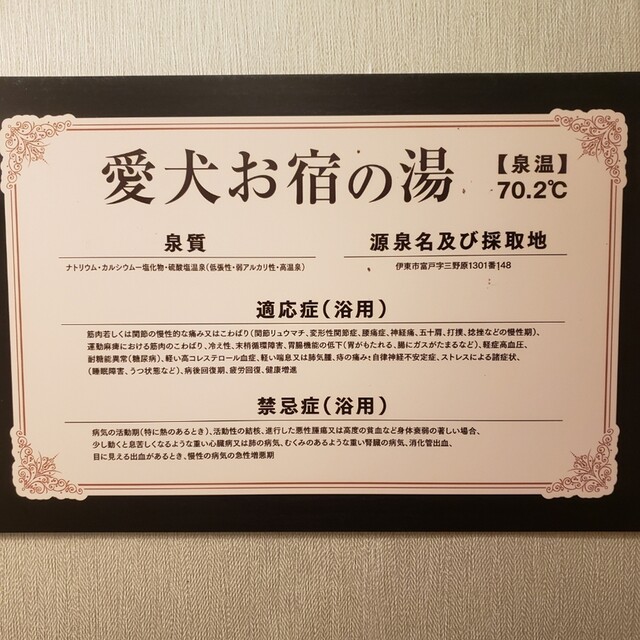 愛犬お宿の湯
【泉温】
70.2℃
泉質
ナトリウム・カルシウムー塩化物・硫酸塩温泉（低張性・弱アルカリ性・高温泉）
源泉名及び採取地
伊東市富戸字三野原1301番148
適応症（浴用）
筋肉若しくは関節の慢性的な痛み又はこわばり（関節リュウマチ、変形性関節症、腰痛症、神経痛、五十肩、打撲、捻挫などの慢性期）、
運動麻痺における筋肉のこわばり、冷え性、末梢循環障害、胃腸機能の低下（胃がもたれる、腸にガスがたまるなど）、軽症高血圧、
耐糖能異常（糖尿病）、軽い高コレステロール血症、軽い喘息又は肺気腫、痔の痛み、自律神経不安定症、ストレスによる諸症状、
（睡眠障害、うつ状態など）、病後回復期、疲労回復、健康増進
禁忌症（浴用）
病気の活動期（特に熱のあるとき）、活動性の結核、進行した悪性腫瘍又は高度の貧血など身体衰弱の著しい場合、
少し動くと息苦しくなるような重い心臓病又は肺の病気、むくみのあるような重い腎臓の病気、消化管出血、
目に見える出血があるとき、慢性の病気の急性増悪期